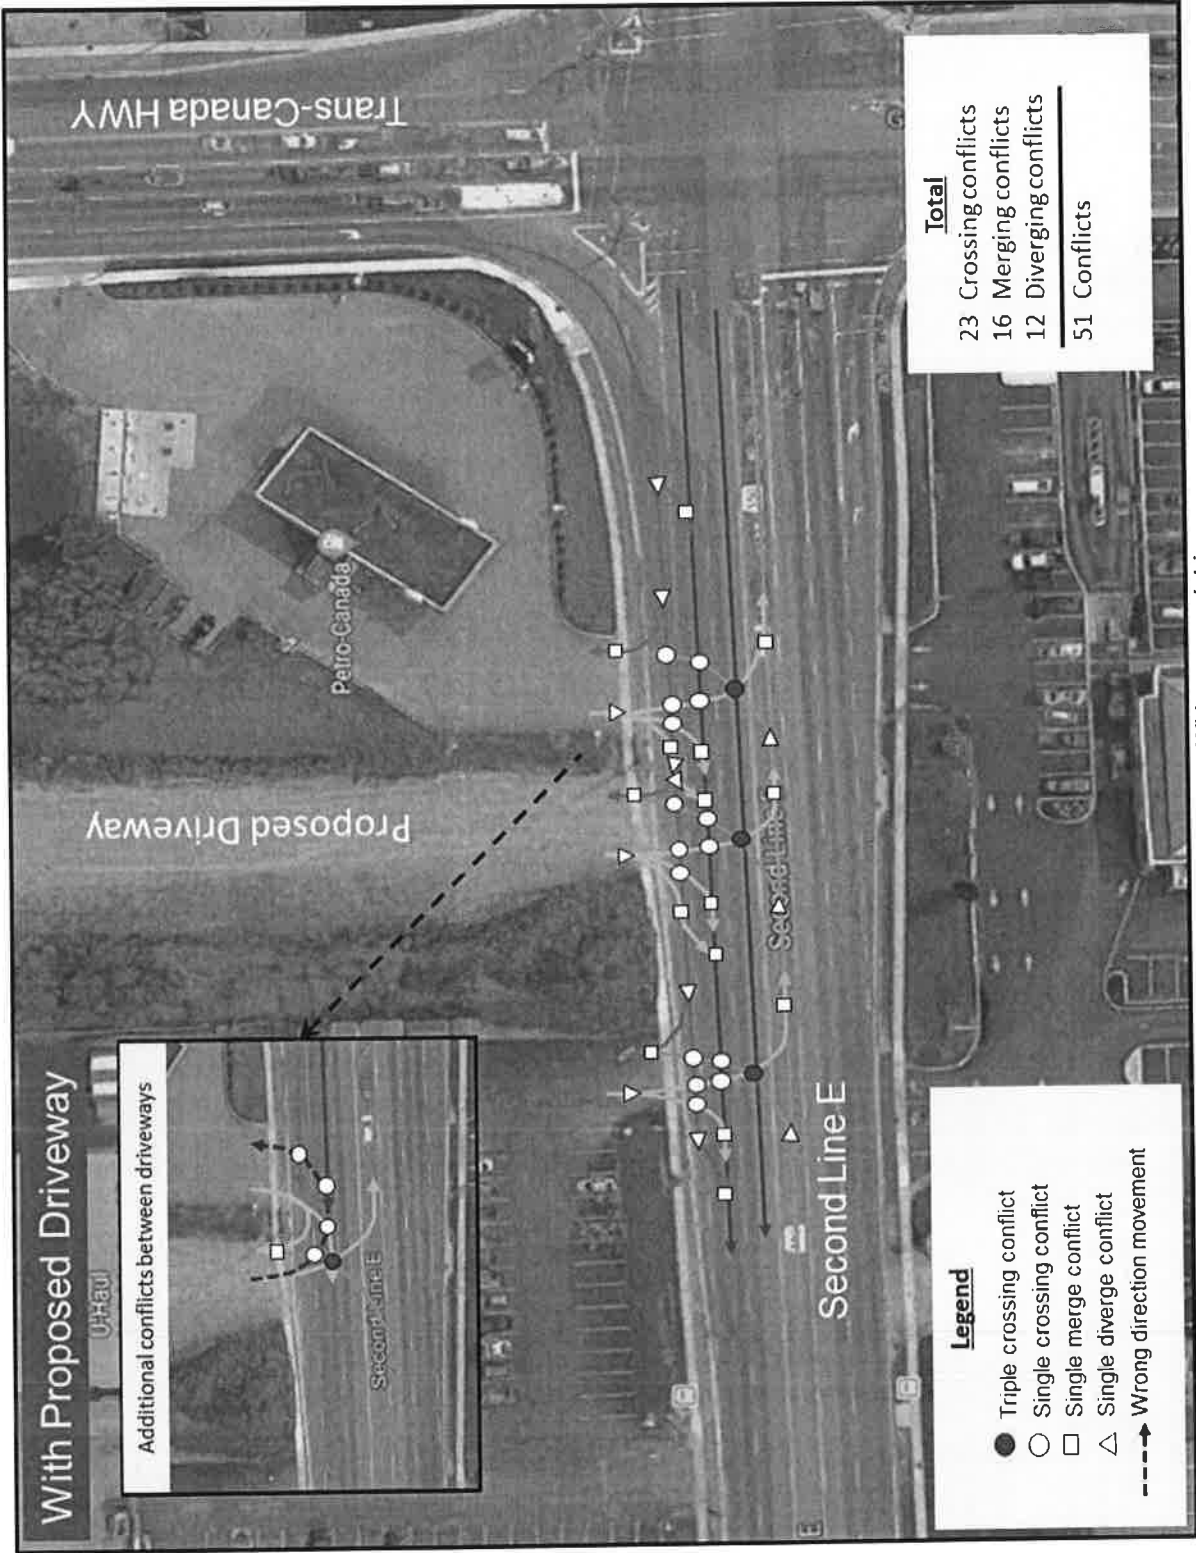 With Proposed Driveway
U-Haul
Additional conflicts between driveways
Second Line E
Proposed Driveway
Petro-Canada
Trans-Canada HWY
Second Line E
Second Line E
Legend
Triple crossing conflict
Single crossing conflict
Single merge conflict
Single diverge conflict
Wrong direction movement
Total
23 Crossing conflicts
16 Merging conflicts
12 Diverging conflicts
51 Conflicts